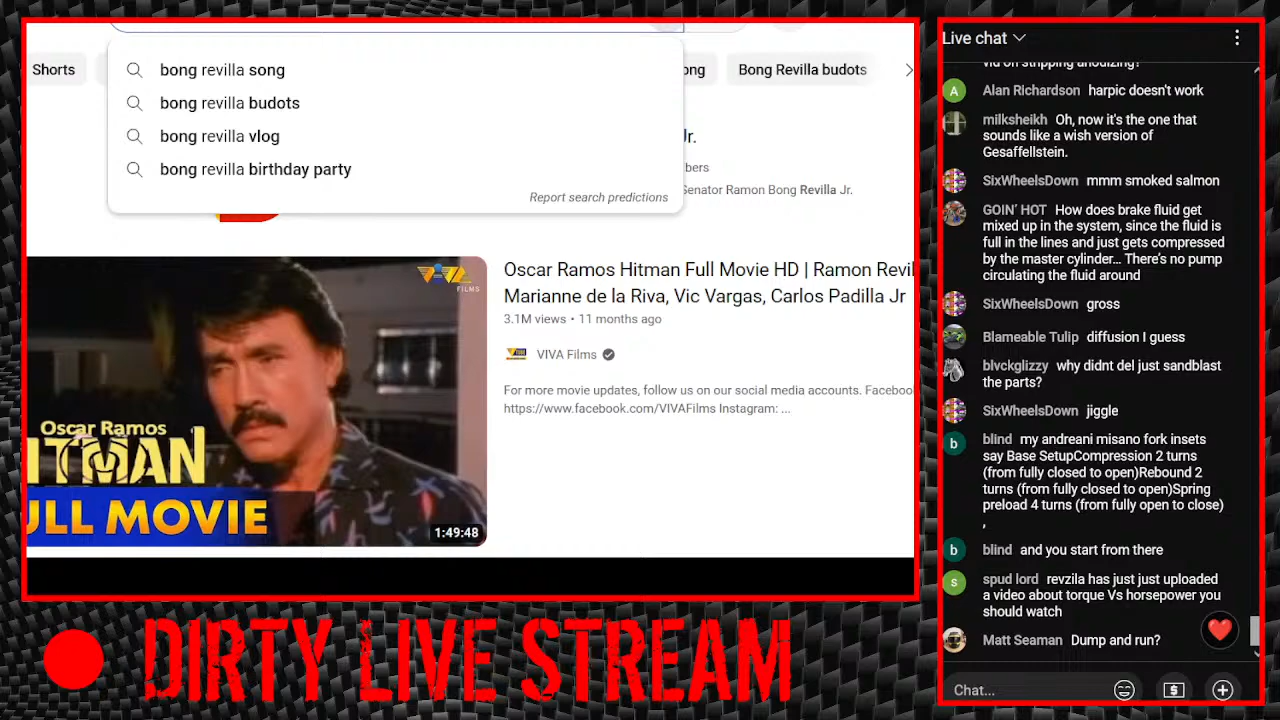 Shorts
ong
Bong Revilla budots
bong revilla song
bong revilla budots
bong revilla vlog
bong revilla birthday party
Report search predictions
Jr.
bers
Senator Ramon Bong Revilla Jr.
VIVA
FILMS
Oscar Ramos
HITMAN
ULL MOVIE
1:49:48
Oscar Ramos Hitman Full Movie HD | Ramon Revil
Marianne de la Riva, Vic Vargas, Carlos Padilla Jr
3.1M views • 11 months ago
VIVA Films
For more movie updates, follow us on our social media accounts. Faceboo
https://www.facebook.com/VIVAFilms Instagram: ...
DIRTY LIVE STREAM
Live chat
vid on stripping anodizing?
A
Alan Richardson harpic doesn't work
milksheikh Oh, now it's the one that
sounds like a wish version of
Gesaffellstein.
SixWheelsDown mmm smoked salmon
GOIN' HOT How does brake fluid get
mixed up in the system, since the fluid is
full in the lines and just gets compressed
by the master cylinder... There's no pump
circulating the fluid around
SixWheelsDown gross
Blameable Tulip diffusion I guess
blvckglizzy why didnt del just sandblast
the parts?
SixWheelsDown jiggle
b
blind my andreani misano fork insets
say Base SetupCompression 2 turns
(from fully closed to open)Rebound 2
turns (from fully closed to open)Spring
preload 4 turns (from fully open to close)
,
b
blind and you start from there
s
spud lord revzila has just just uploaded
a video about torque Vs horsepower you
should watch
Matt Seaman Dump and run?
Chat...